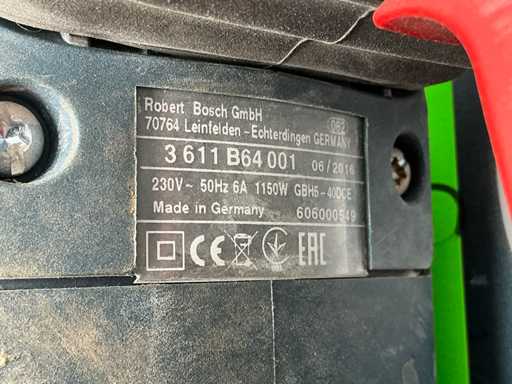 Robert Bosch GmbH
70764 Leinfelden-Echterdingen GERMANY
3 611 B64 001 06/2016
230V~ 50Hz 6A 1150W GBH5-40DCE
Made in Germany 606000549
CE EAC